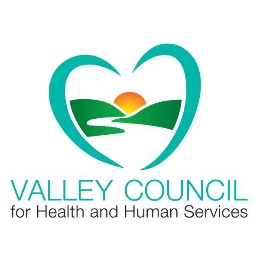 VALLEY COUNCIL
for Health and Human Services